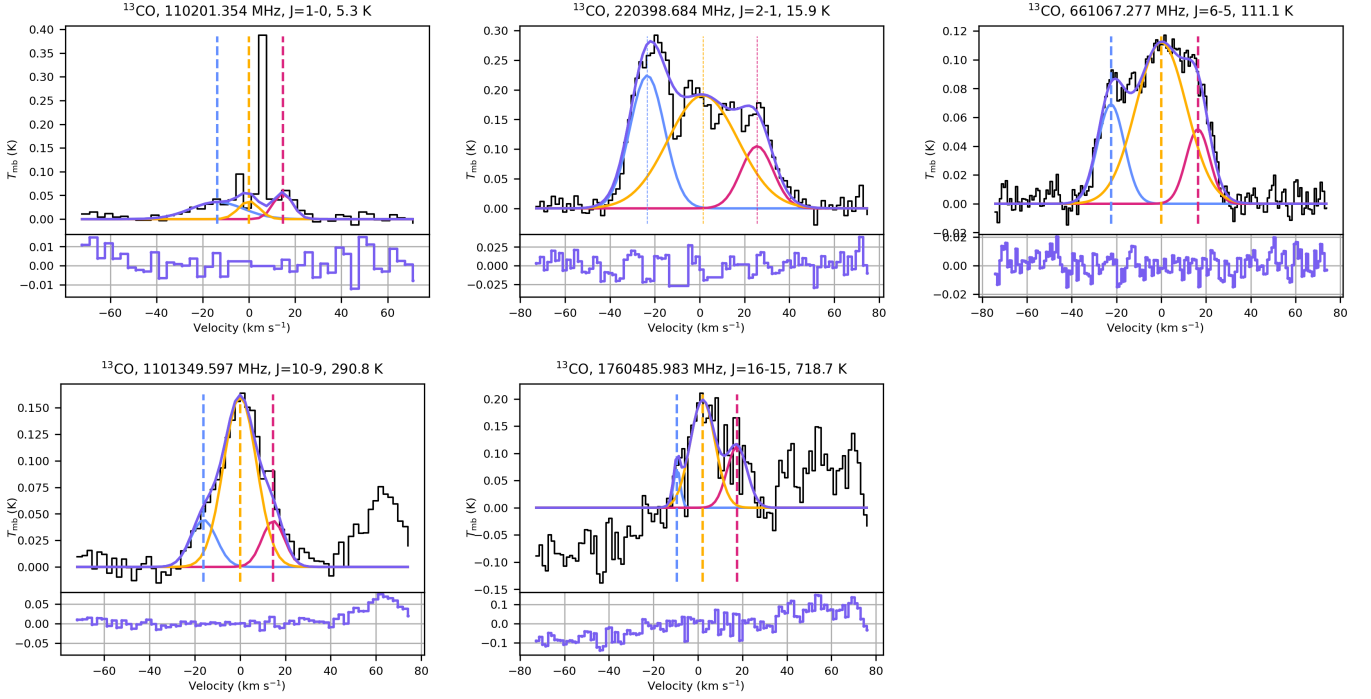 ¹³CO, 110201.354 MHz, J=1-0, 5.3 K
0.40
0.35
0.30
0.25
0.20
0.15
0.10
0.05
0.00
T_mb (K)
0.01
0.00
−0.01
−60 −40 −20 0 20 40 60
Velocity (km s⁻¹)
¹³CO, 220398.684 MHz, J=2-1, 15.9 K
0.30
0.25
0.20
0.15
0.10
0.05
0.00
T_mb (K)
0.025
0.000
−0.025
−80 −60 −40 −20 0 20 40 60 80
Velocity (km s⁻¹)
¹³CO, 661067.277 MHz, J=6-5, 111.1 K
0.12
0.10
0.08
0.06
0.04
0.02
0.00
−0.02
T_mb (K)
0.02
0.00
−0.02
−80 −60 −40 −20 0 20 40 60 80
Velocity (km s⁻¹)
¹³CO, 1101349.597 MHz, J=10-9, 290.8 K
0.150
0.125
0.100
0.075
0.050
0.025
0.000
T_mb (K)
0.05
0.00
−0.05
−60 −40 −20 0 20 40 60 80
Velocity (km s⁻¹)
¹³CO, 1760485.983 MHz, J=16-15, 718.7 K
0.20
0.15
0.10
0.05
0.00
−0.05
−0.10
−0.15
T_mb (K)
0.1
0.0
−0.1
−80 −60 −40 −20 0 20 40 60 80
Velocity (km s⁻¹)